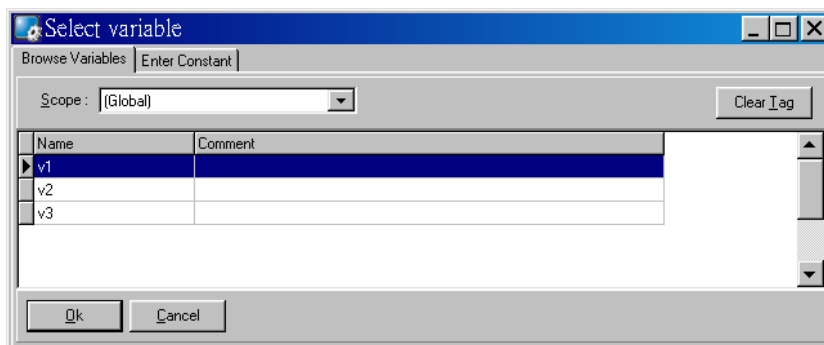 Select variable
Browse Variables Enter Constant
Scope : (Global) Clear Tag
Name Comment
v1
v2
v3
Ok Cancel